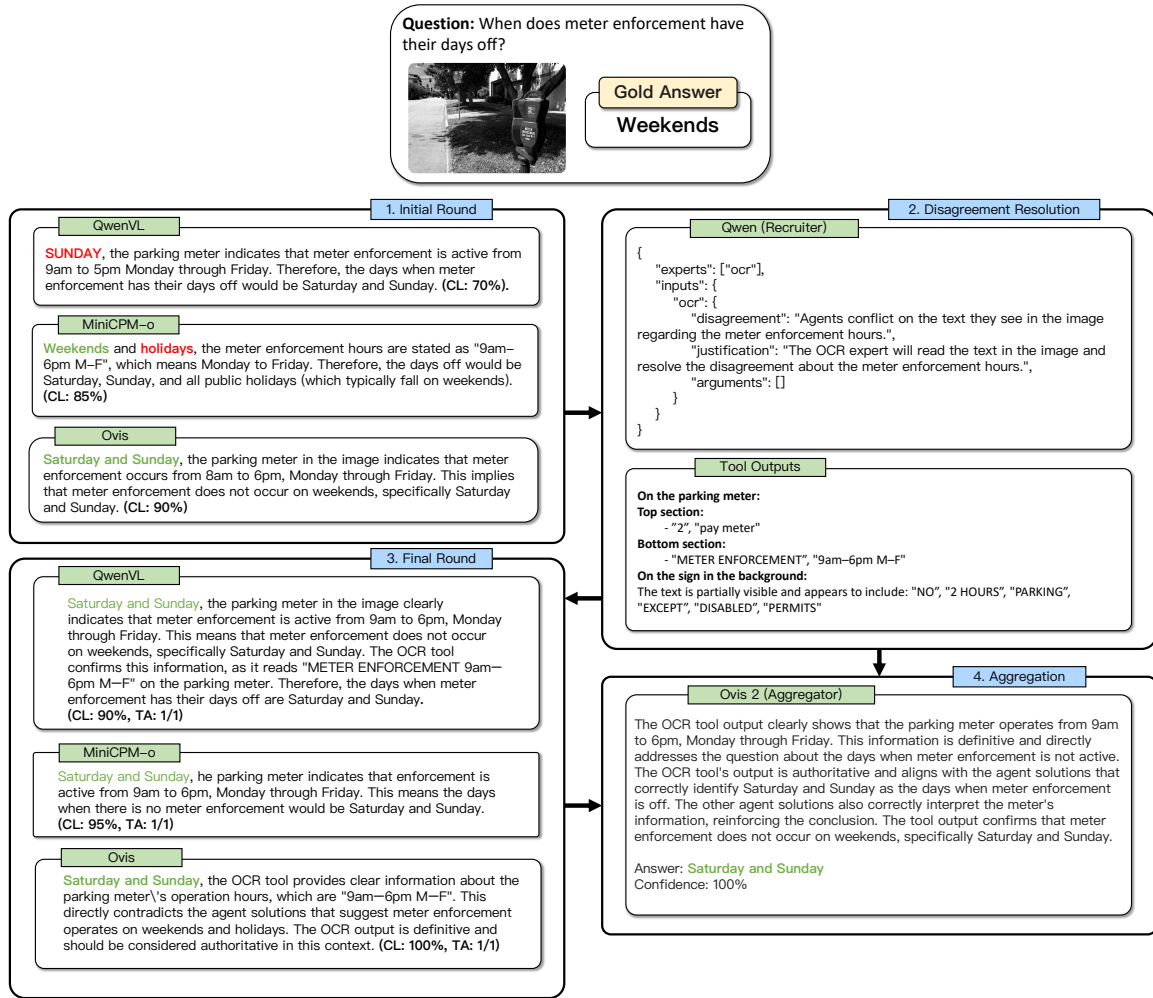 Question: When does meter enforcement have
their days off?
Gold Answer
Weekends
1. Initial Round
QwenVL
SUNDAY, the parking meter indicates that meter enforcement is active from
9am to 5pm Monday through Friday. Therefore, the days when meter
enforcement has their days off would be Saturday and Sunday. (CL: 70%).
MiniCPM-o
Weekends and holidays, the meter enforcement hours are stated as "9am–
6pm M–F", which means Monday to Friday. Therefore, the days off would be
Saturday, Sunday, and all public holidays (which typically fall on weekends).
(CL: 85%)
Ovis
Saturday and Sunday, the parking meter in the image indicates that meter
enforcement occurs from 8am to 6pm, Monday through Friday. This implies
that meter enforcement does not occur on weekends, specifically Saturday
and Sunday. (CL: 90%)
2. Disagreement Resolution
Qwen (Recruiter)
{
"experts": ["ocr"],
"inputs": {
"ocr": {
"disagreement": "Agents conflict on the text they see in the image
regarding the meter enforcement hours.",
"justification": "The OCR expert will read the text in the image and
resolve the disagreement about the meter enforcement hours.",
"arguments": []
}
}
}
Tool Outputs
On the parking meter:
Top section:
- "2", "pay meter"
Bottom section:
- "METER ENFORCEMENT", "9am–6pm M–F"
On the sign in the background:
The text is partially visible and appears to include: "NO", "2 HOURS", "PARKING",
"EXCEPT", "DISABLED", "PERMITS"
3. Final Round
QwenVL
Saturday and Sunday, the parking meter in the image clearly
indicates that meter enforcement is active from 9am to 6pm, Monday
through Friday. This means that meter enforcement does not occur
on weekends, specifically Saturday and Sunday. The OCR tool
confirms this information, as it reads "METER ENFORCEMENT 9am—
6pm M—F" on the parking meter. Therefore, the days when meter
enforcement has their days off are Saturday and Sunday.
(CL: 90%, TA: 1/1)
MiniCPM-o
Saturday and Sunday, he parking meter indicates that enforcement is
active from 9am to 6pm, Monday through Friday. This means the days
when there is no meter enforcement would be Saturday and Sunday.
(CL: 95%, TA: 1/1)
Ovis
Saturday and Sunday, the OCR tool provides clear information about the
parking meter\'s operation hours, which are "9am—6pm M—F". This
directly contradicts the agent solutions that suggest meter enforcement
operates on weekends and holidays. The OCR output is definitive and
should be considered authoritative in this context. (CL: 100%, TA: 1/1)
4. Aggregation
Ovis 2 (Aggregator)
The OCR tool output clearly shows that the parking meter operates from 9am
to 6pm, Monday through Friday. This information is definitive and directly
addresses the question about the days when meter enforcement is not active.
The OCR tool's output is authoritative and aligns with the agent solutions that
correctly identify Saturday and Sunday as the days when meter enforcement
is off. The other agent solutions also correctly interpret the meter's
information, reinforcing the conclusion. The tool output confirms that meter
enforcement does not occur on weekends, specifically Saturday and Sunday.
Answer: Saturday and Sunday
Confidence: 100%